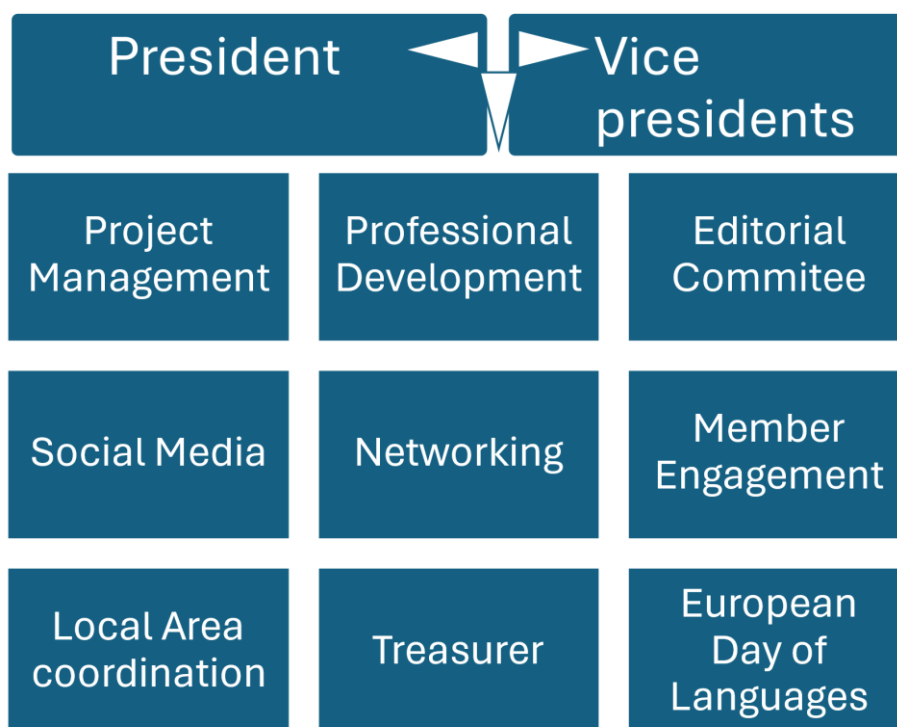 President
Vice
presidents
Project
Management
Professional
Development
Editorial
Commitee
Social Media
Networking
Member
Engagement
Local Area
coordination
Treasurer
European
Day of
Languages